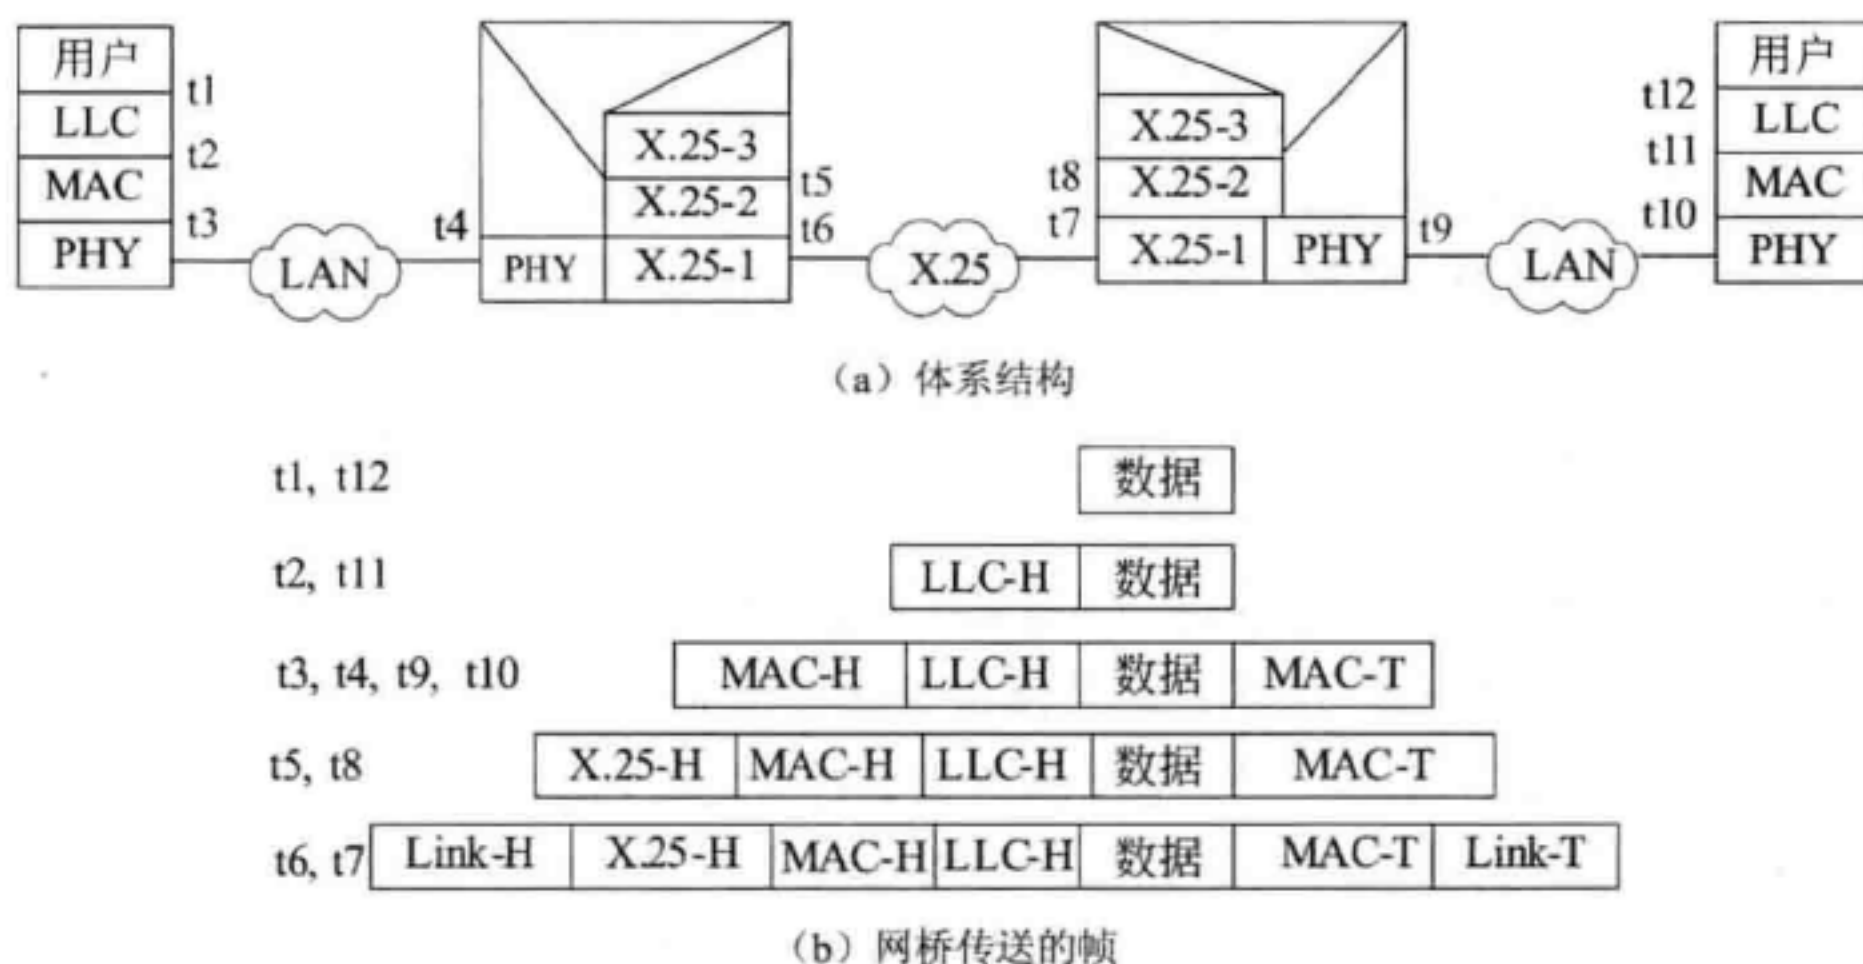 用户
LLC
MAC
PHY
t1
t2
t3
LAN
t4
PHY
X.25-3
X.25-2
X.25-1
t5
t6
X.25
t8
t7
X.25-3
X.25-2
X.25-1
PHY
t9
LAN
t12
t11
t10
用户
LLC
MAC
PHY
（a）体系结构
t1, t12 数据
t2, t11 LLC-H 数据
t3, t4, t9, t10 MAC-H LLC-H 数据 MAC-T
t5, t8 X.25-H MAC-H LLC-H 数据 MAC-T
t6, t7 Link-H X.25-H MAC-H LLC-H 数据 MAC-T Link-T
（b）网桥传送的帧